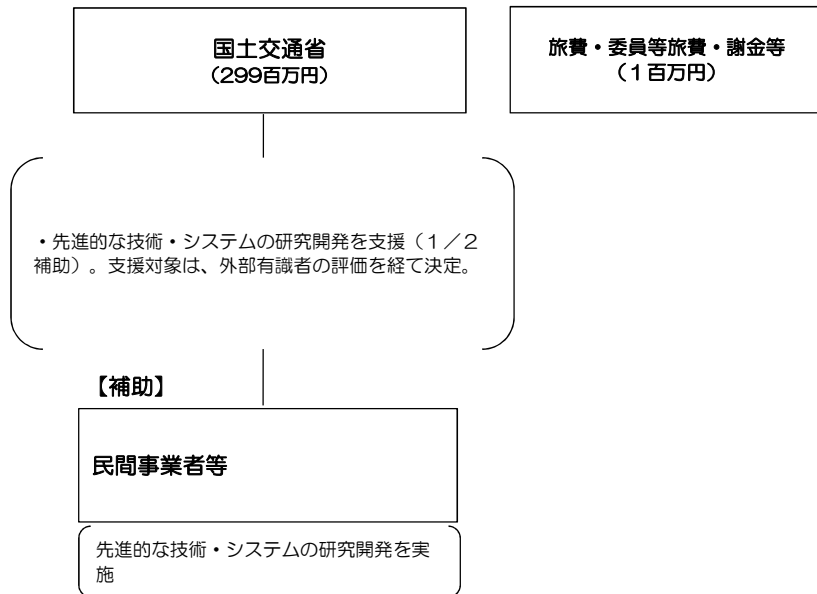 国土交通省
（299百万円）
旅費・委員等旅費・謝金等
（１百万円）
・先進的な技術・システムの研究開発を支援（１／２
補助）。支援対象は、外部有識者の評価を経て決定。
【補助】
民間事業者等
先進的な技術・システムの研究開発を実
施